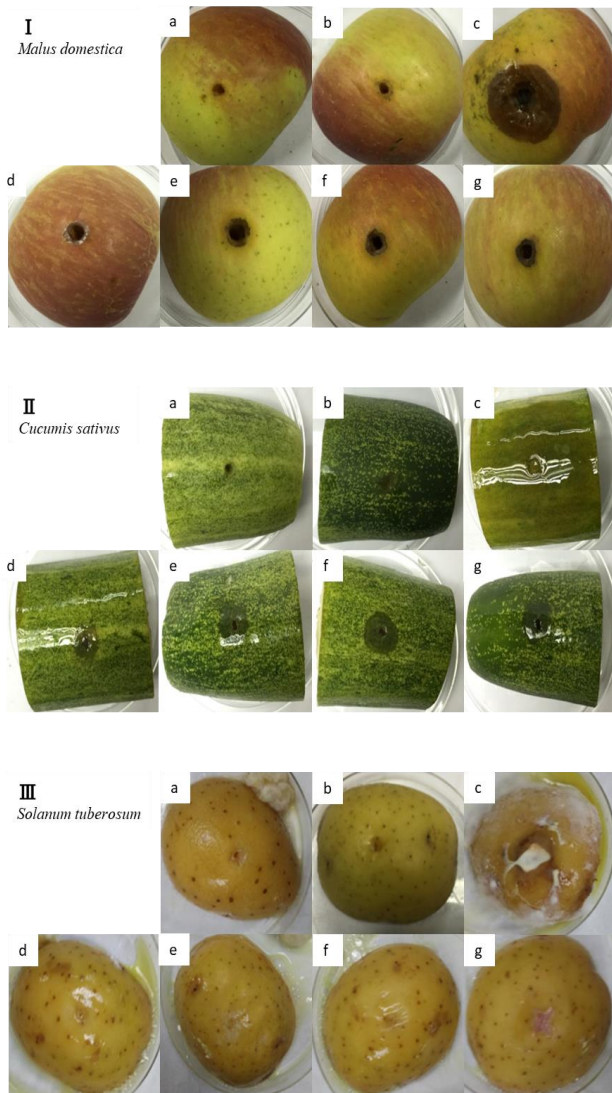 I
Malus domestica
a
b
c
d
e
f
g
II
Cucumis sativus
a
b
c
d
e
f
g
III
Solanum tuberosum
a
b
c
d
e
f
g